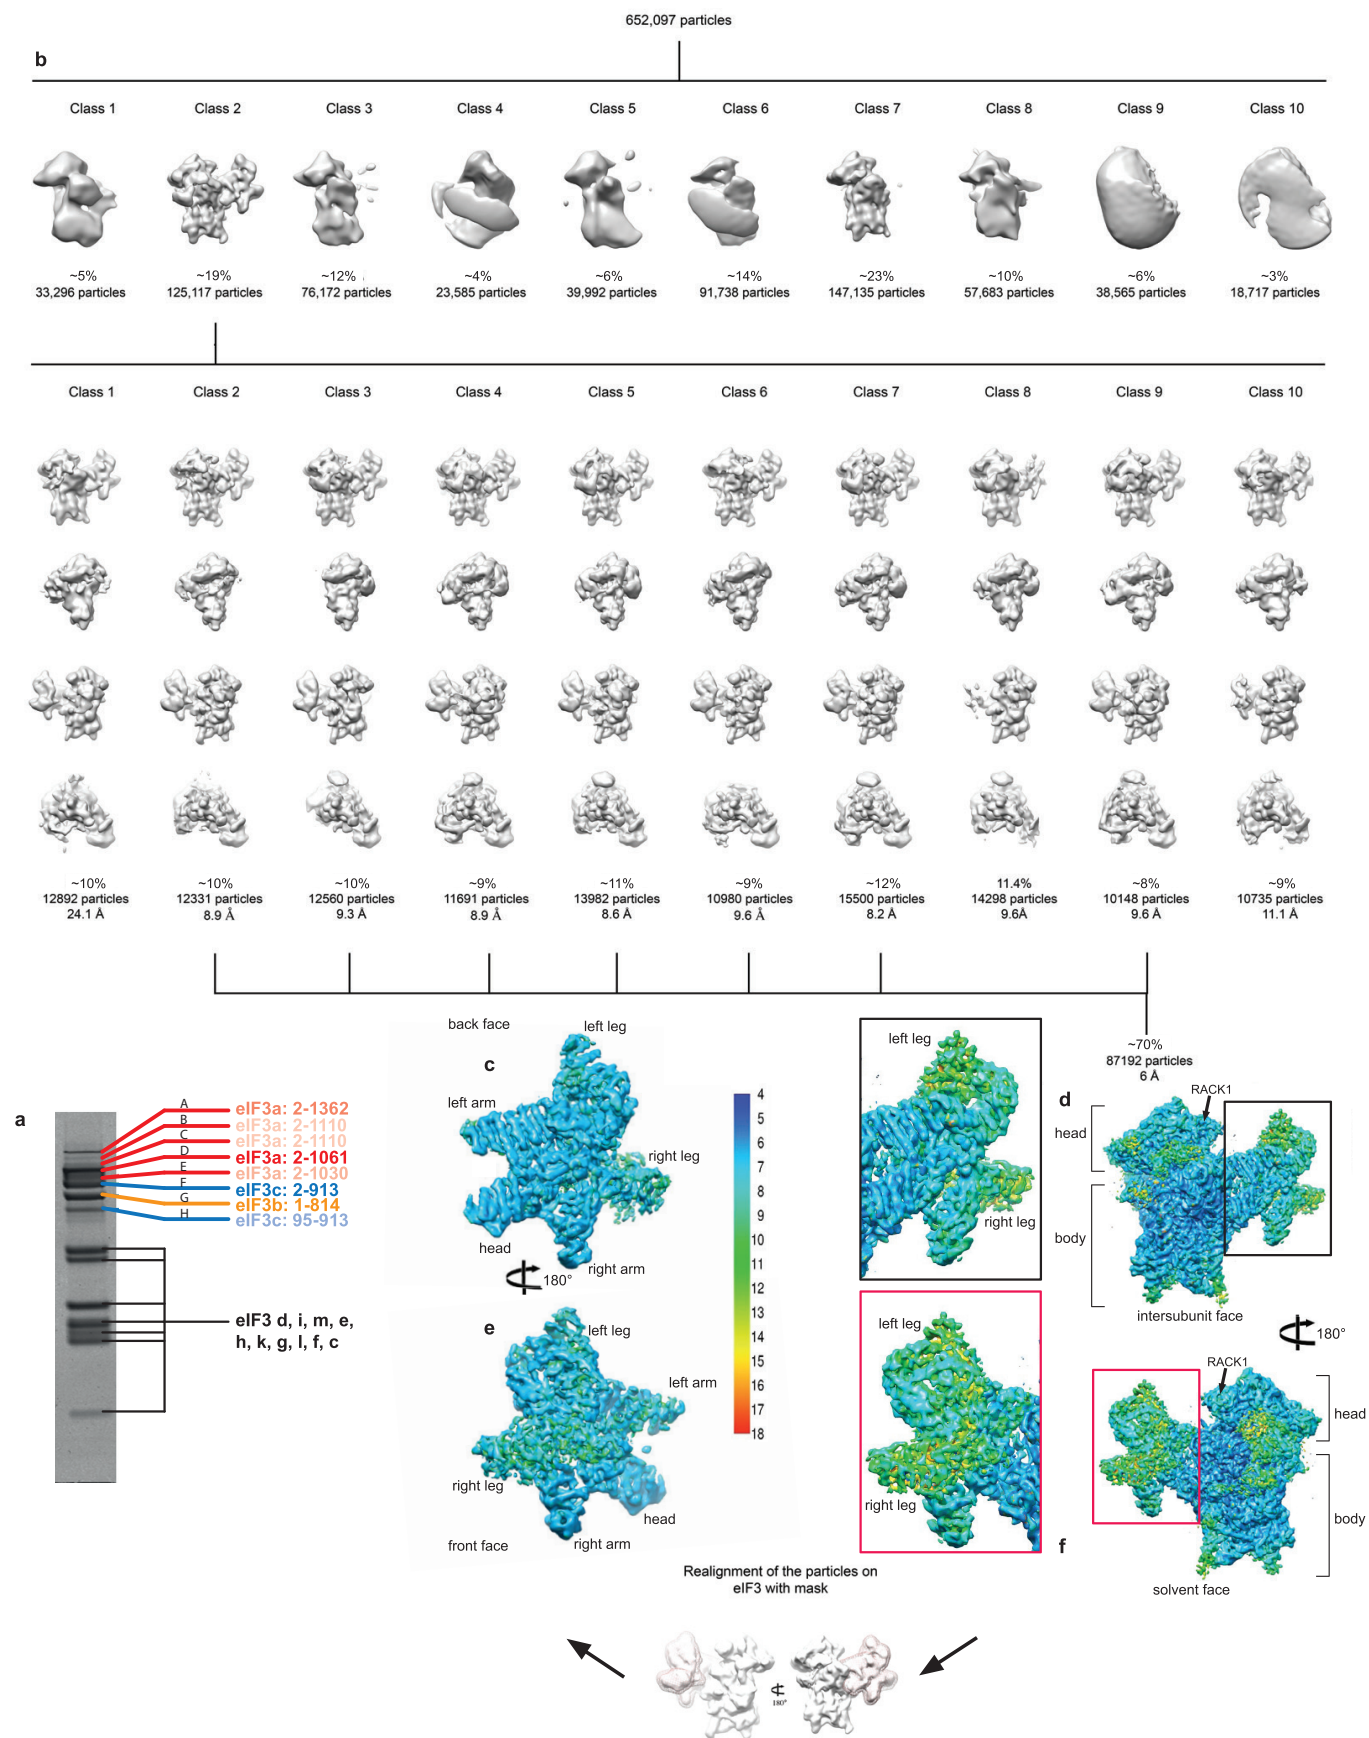 652,097 particles
b
Class 1 Class 2 Class 3 Class 4 Class 5 Class 6 Class 7 Class 8 Class 9 Class 10
~5% ~19% ~12% ~4% ~6% ~14% ~23% ~10% ~6% ~3%
33,296 particles 125,117 particles 76,172 particles 23,585 particles 39,992 particles 91,738 particles 147,135 particles 57,683 particles 38,565 particles 18,717 particles
Class 1 Class 2 Class 3 Class 4 Class 5 Class 6 Class 7 Class 8 Class 9 Class 10
~10% ~10% ~10% ~9% ~11% ~9% ~12% 11.4% ~8% ~9%
12892 particles 12331 particles 12560 particles 11691 particles 13982 particles 10980 particles 15500 particles 14298 particles 10148 particles 10735 particles
24.1 Å 8.9 Å 9.3 Å 8.9 Å 8.6 Å 9.6 Å 8.2 Å 9.6Å 9.6 Å 11.1 Å
~70%
87192 particles
6 Å
a
A eIF3a: 2-1362
B eIF3a: 2-1110
C eIF3a: 2-1110
D eIF3a: 2-1061
E eIF3a: 2-1030
F eIF3c: 2-913
G eIF3b: 1-814
H eIF3c: 95-913
eIF3 d, i, m, e,
h, k, g, l, f, c
back face
c
left leg
left arm
right leg
head
right arm
180°
e
left leg
left arm
right leg
head
front face
right arm
4
5
6
7
8
9
10
11
12
13
14
15
16
17
18
left leg
right leg
left leg
right leg
d
RACK1
head
body
intersubunit face
180°
RACK1
head
body
f
solvent face
Realignment of the particles on
eIF3 with mask
180°